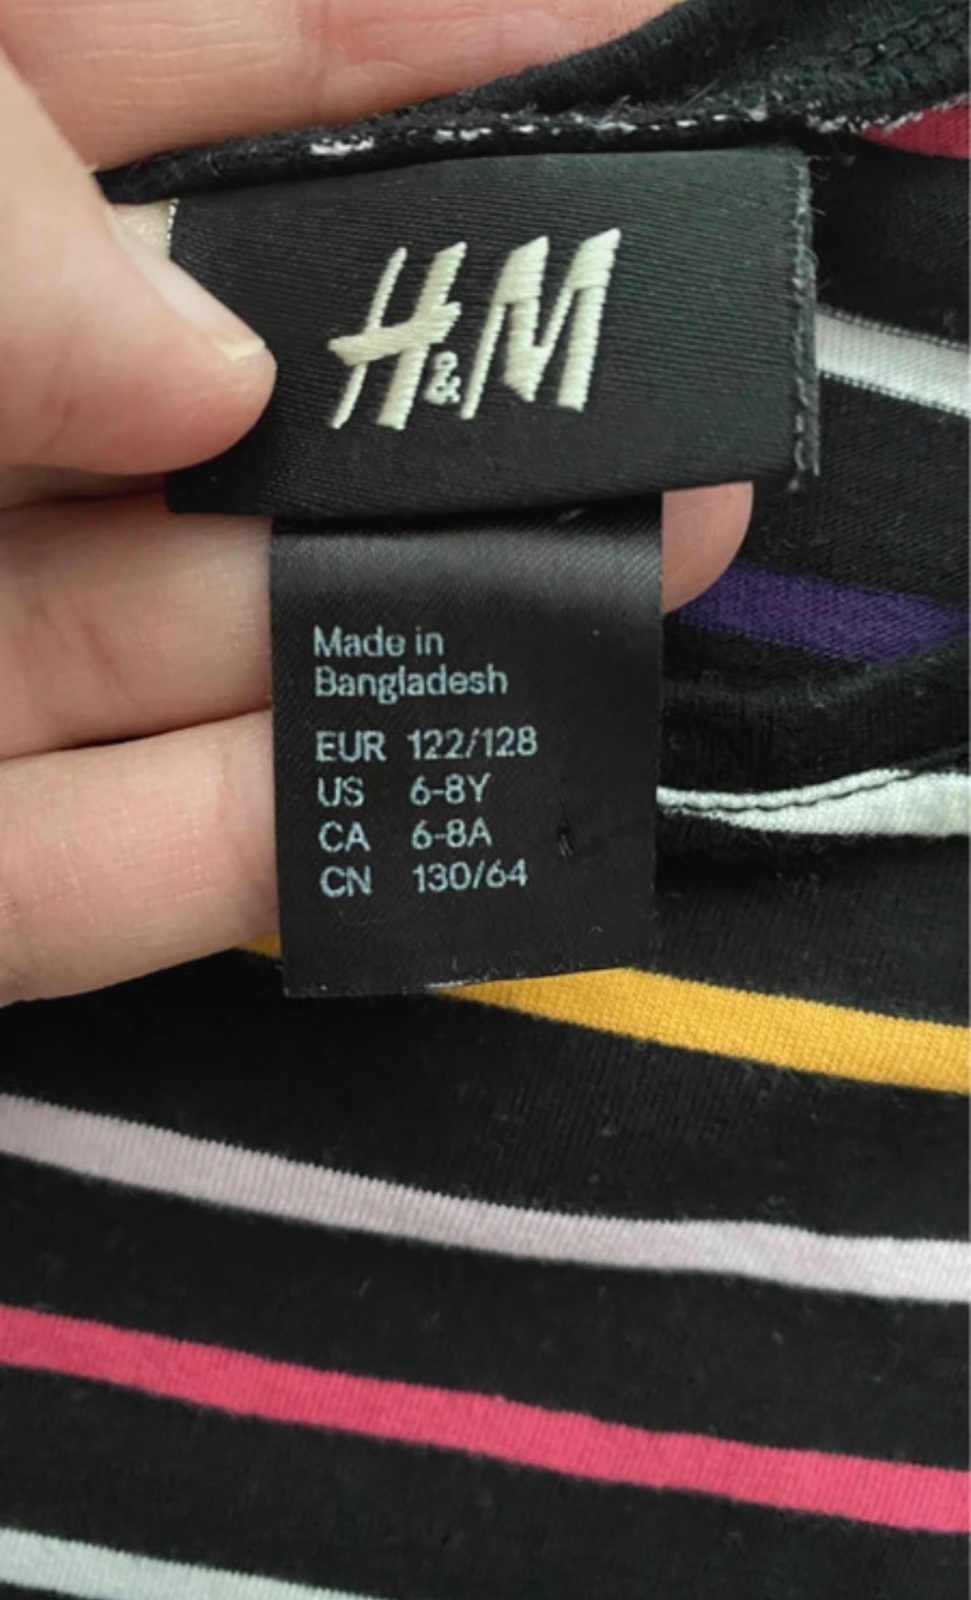 H&M
Made in
Bangladesh
EUR 122/128
US 6-8Y
CA 6-8A
CN 130/64